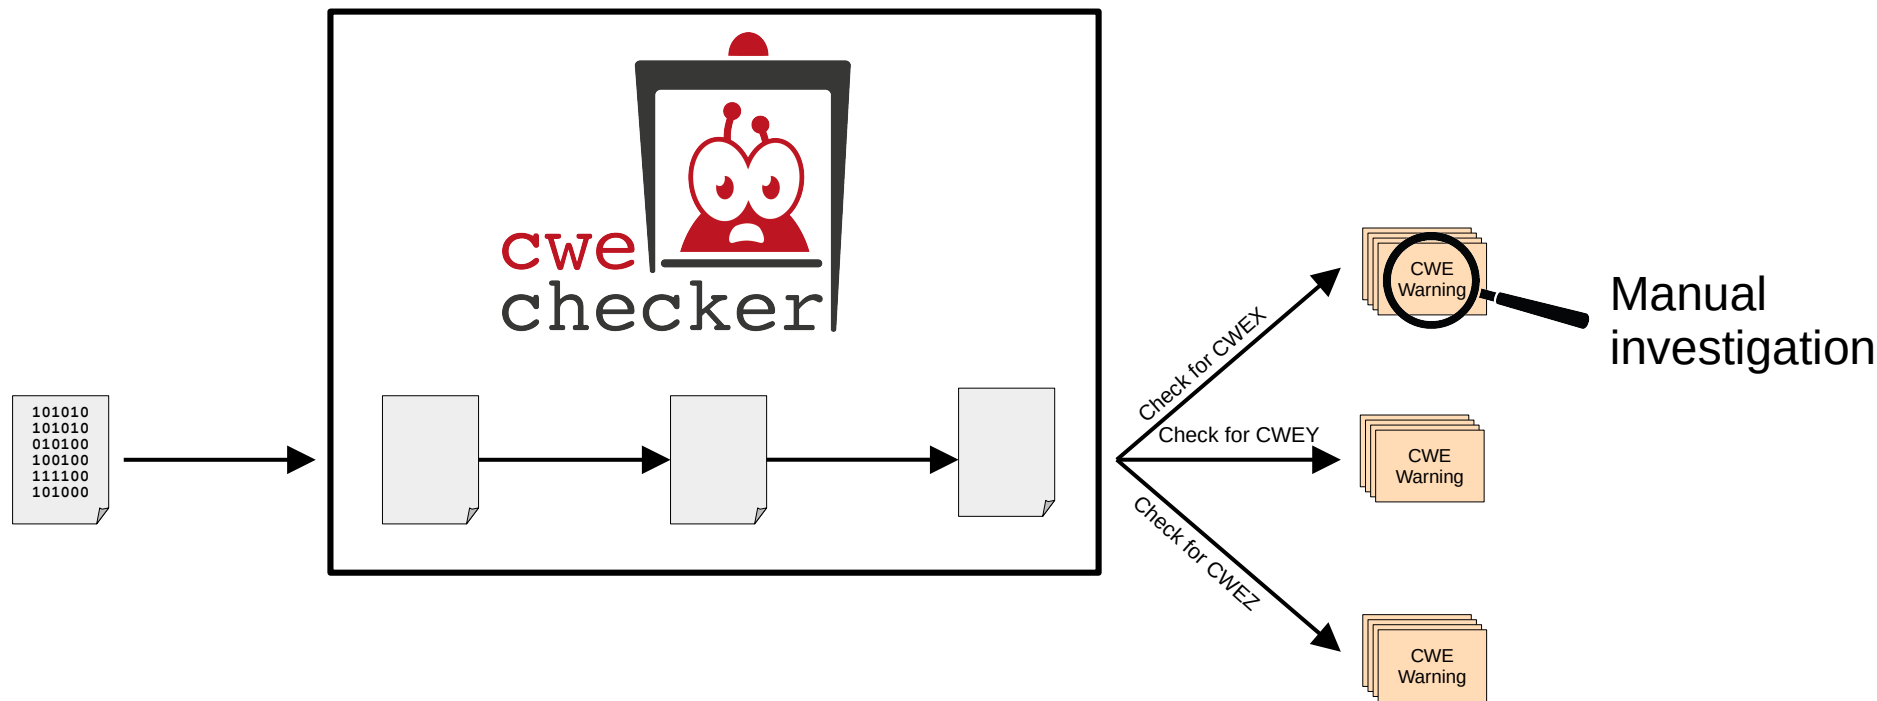 cwe
checker
101010
101010
010100
100100
111100
101000
Check for CWEX
Check for CWEY
Check for CWEZ
CWE
Warning
Manual
investigation
CWE
Warning
CWE
Warning